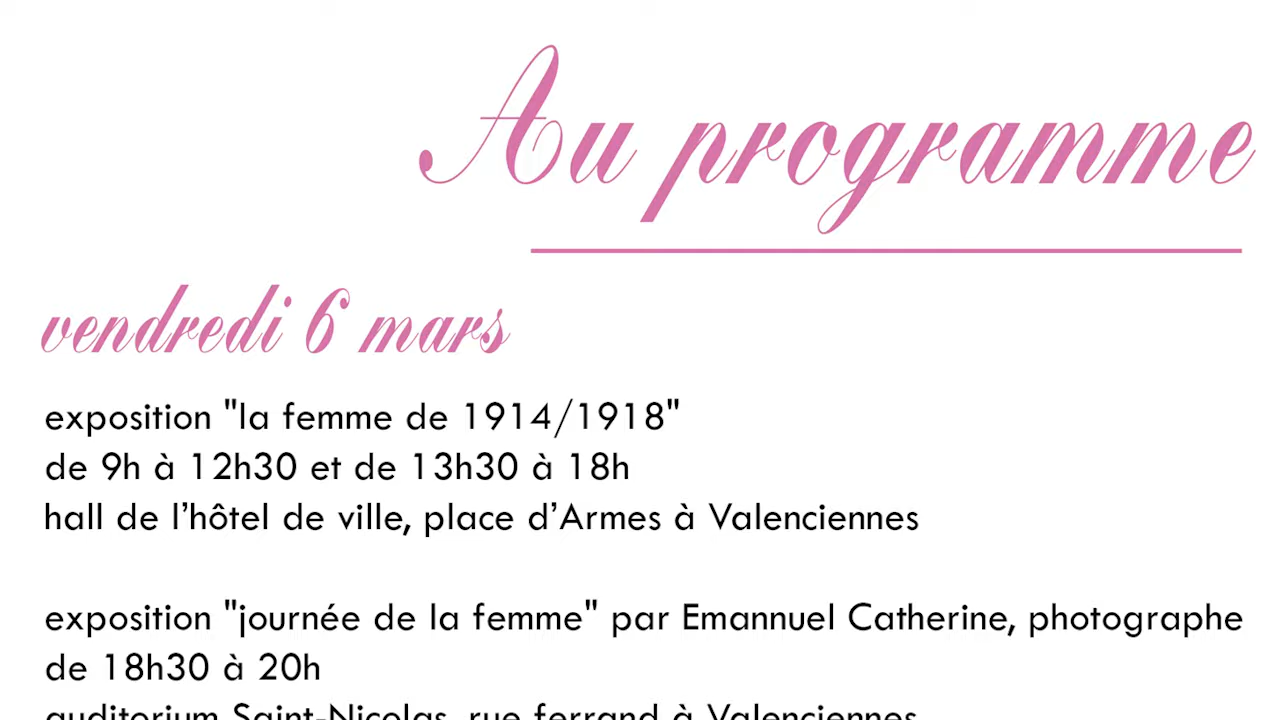 Au programme
vendredi 6 mars
exposition "la femme de 1914/1918"
de 9h à 12h30 et de 13h30 à 18h
hall de l’hôtel de ville, place d’Armes à Valenciennes
exposition "journée de la femme" par Emannuel Catherine, photographe
de 18h30 à 20h
auditorium Saint-Nicolas, rue ferrand à Valenciennes